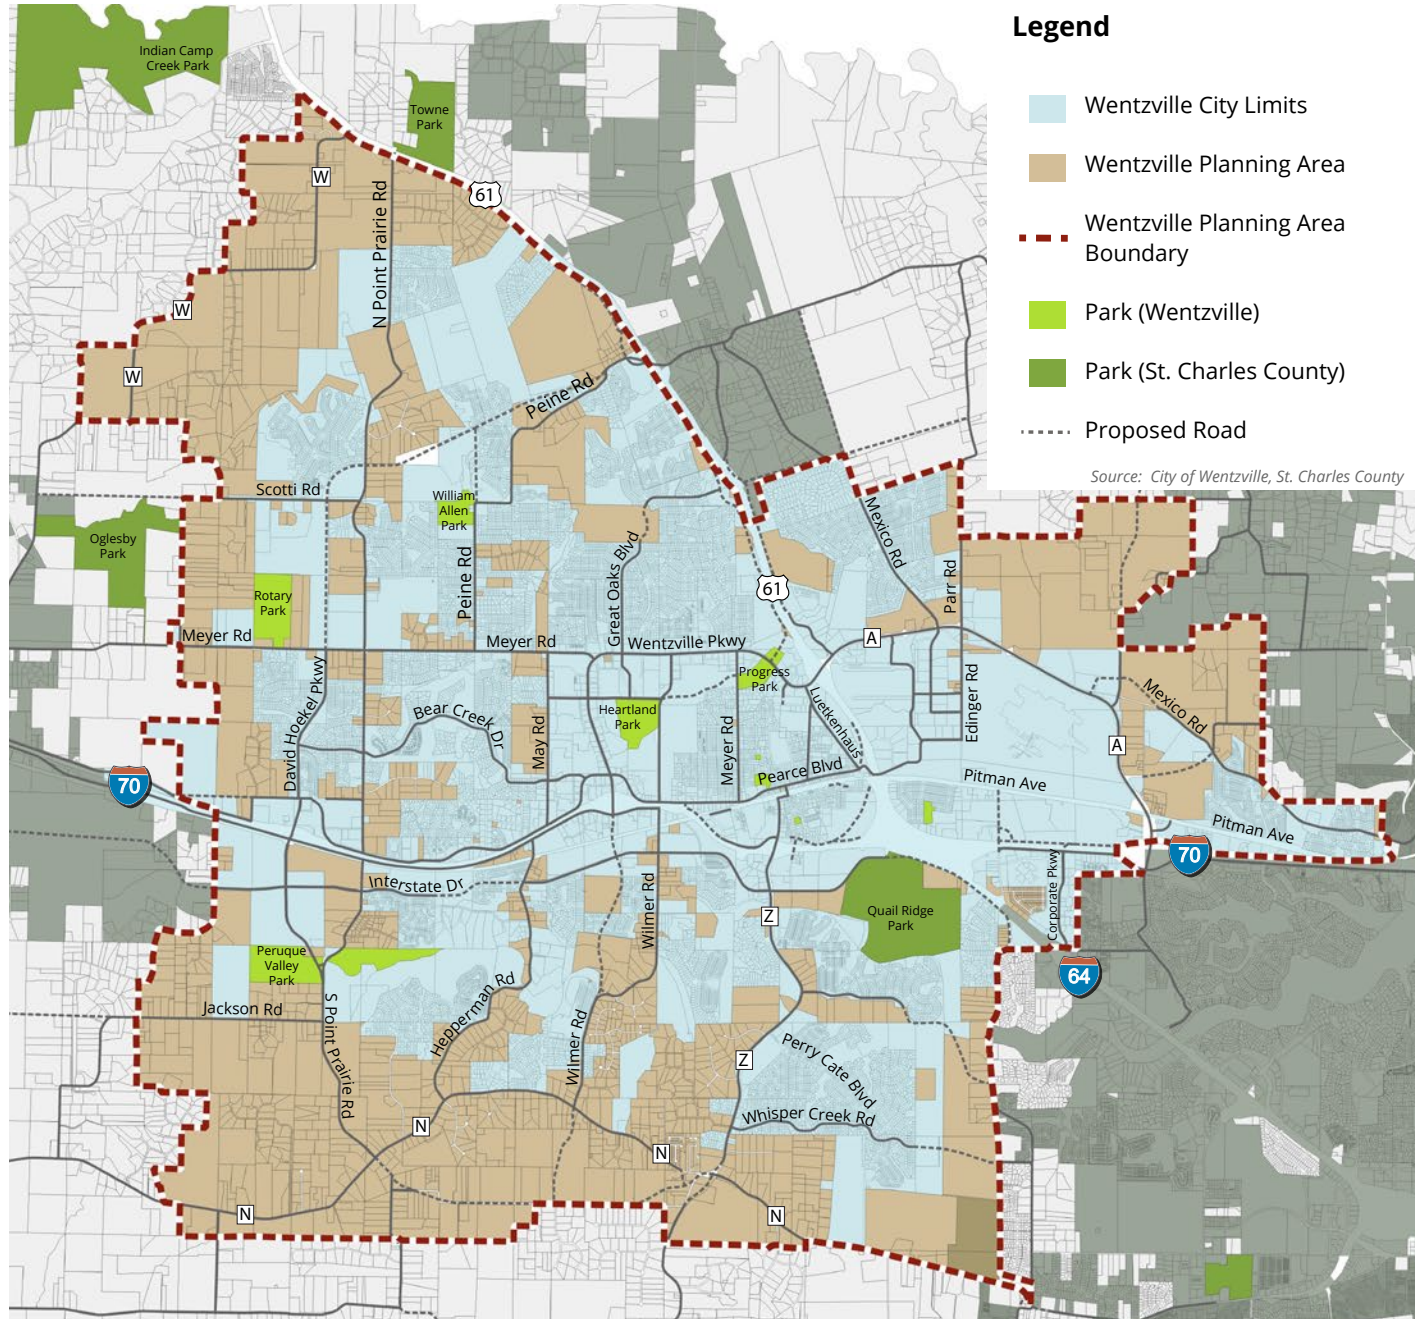 Legend
Wentzville City Limits
Wentzville Planning Area
Wentzville Planning Area
Boundary
Park (Wentzville)
Park (St. Charles County)
Proposed Road
Source: City of Wentzville, St. Charles County
Indian Camp
Creek Park
Towne
Park
W
61
N Point Prairie Rd
W
W
Peine Rd
Scotti Rd
William
Allen
Park
Mexico Rd
Oglesby
Park
Great Oaks Blvd
Peine Rd
Parr Rd
61
Rotary
Park
Meyer Rd
Meyer Rd
Wentzville Pkwy
A
Progress
Park
David Hoekel Pkwy
Bear Creek Dr
May Rd
Heartland
Park
Meyer Rd
Luetkenhaus
Edinger Rd
Mexico Rd
A
70
Pearce Blvd
Pitman Ave
Pitman Ave
70
Interstate Dr
Corporate Pkwy
Wilmer Rd
Z
Quail Ridge
Park
Peruque
Valley
Park
64
Jackson Rd
S Point Prairie Rd
Hepperman Rd
Wilmer Rd
Z
Perry Cate Blvd
Whisper Creek Rd
N
N
N
N